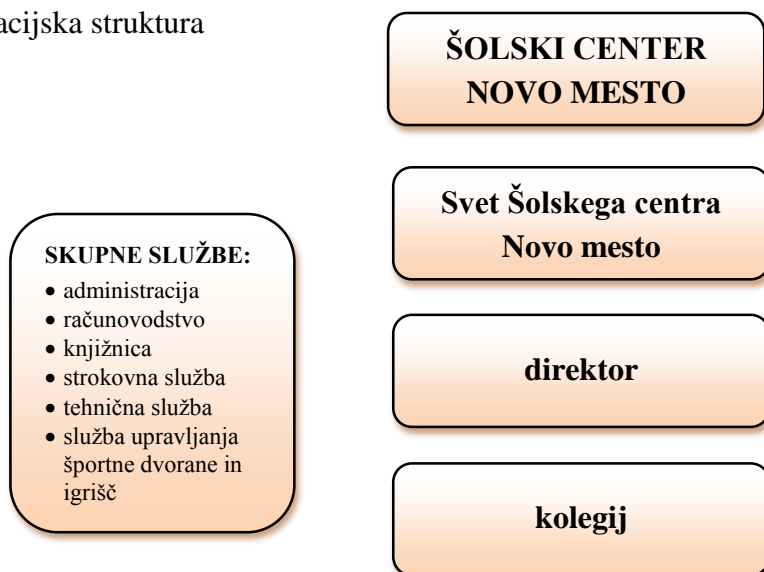 acijska struktura
ŠOLSKI CENTER
NOVO MESTO
Svet Šolskega centra
Novo mesto
SKUPNE SLUŽBE:
• administracija
• računovodstvo
• knjižnica
• strokovna služba
• tehnična služba
• služba upravljanja
športne dvorane in
igrišč
direktor
kolegij